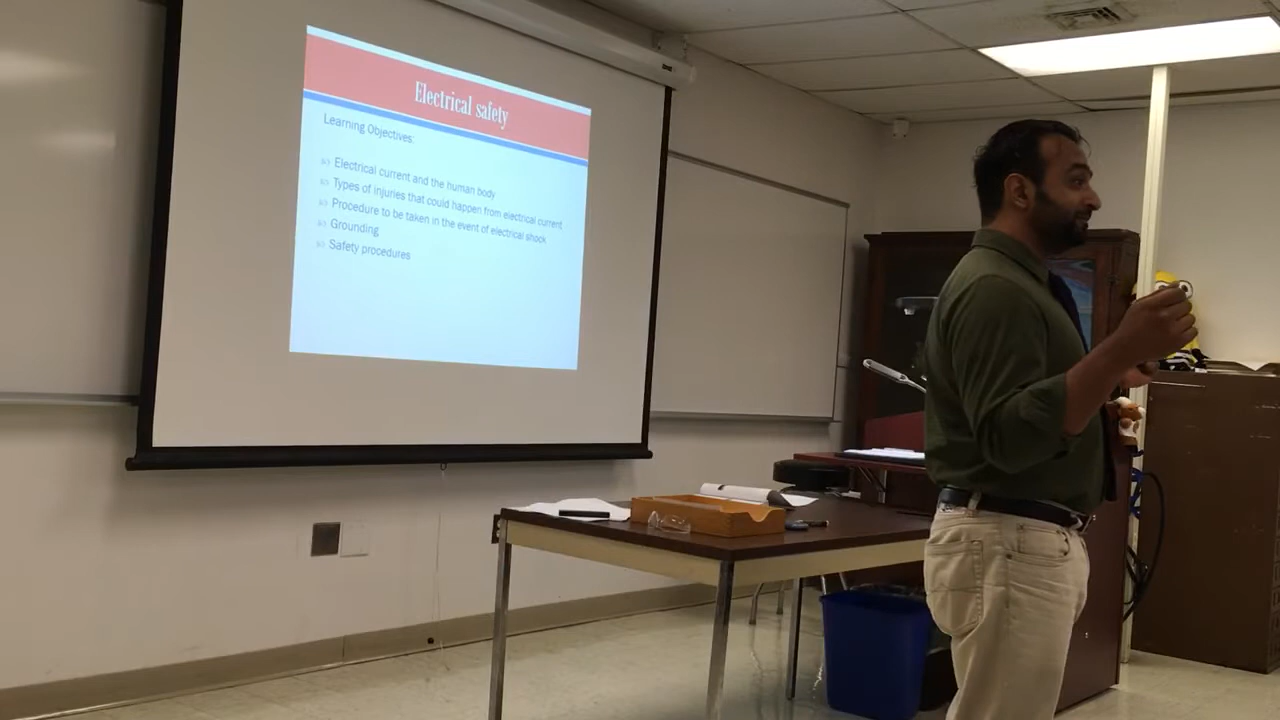 Electrical safety
Learning Objectives:
Electrical current and the human body
Types of injuries that could happen from electrical current
Procedure to be taken in the event of electrical shock
Grounding
Safety procedures